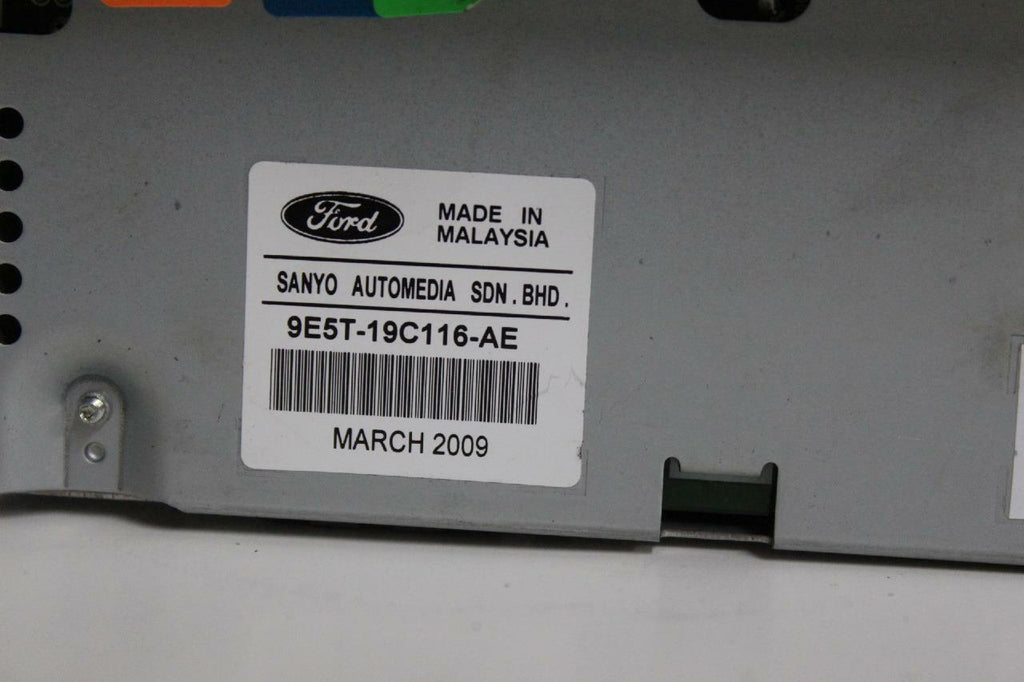 Ford
MADE IN
MALAYSIA
SANYO AUTOMEDIA SDN. BHD.
9E5T-19C116-AE
MARCH 2009